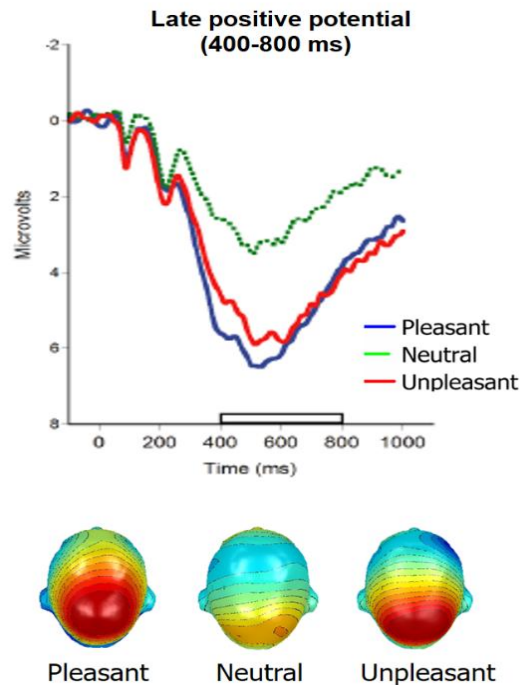 Late positive potential
(400-800 ms)
-2
0
2
4
6
8
Microvolts
Pleasant
Neutral
Unpleasant
0 200 400 600 800 1000
Time (ms)
Pleasant Neutral Unpleasant